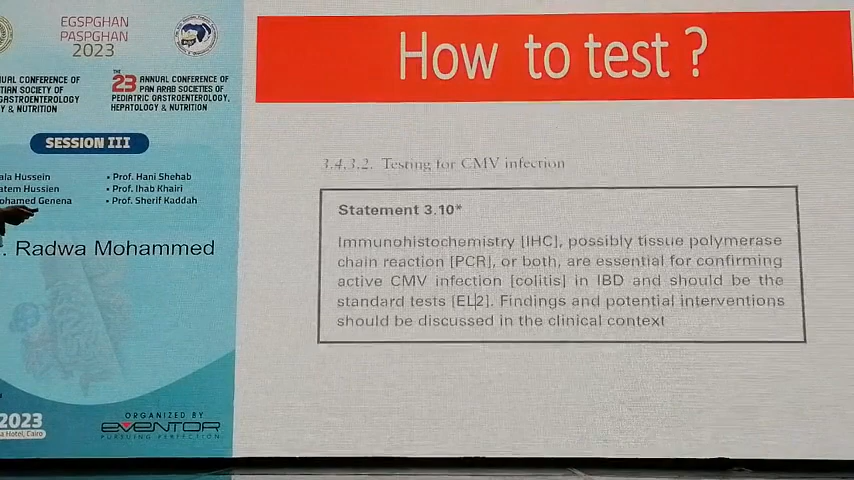 EGSPGHAN
PASPGHAN
2023
UAL CONFERENCE OF
TIAN SOCIETY OF
GASTROENTEROLOGY
Y & NUTRITION
THE 23 ANNUAL CONFERENCE OF
PAN ARAB SOCIETIES OF
PEDIATRIC GASTROENTEROLOGY,
HEPATOLOGY & NUTRITION
SESSION III
ala Hussein
atem Hussien
ohamed Genena
• Prof. Hani Shehab
• Prof. Ihab Khairi
• Prof. Sherif Kaddah
. Radwa Mohammed
2023
a Hotel, Cairo
ORGANIZED BY
EVENTOR
PURSUING PERFECTION
How to test ?
3.4.3.2. Testing for CMV infection
Statement 3.10*
Immunohistochemistry [IHC], possibly tissue polymerase
chain reaction [PCR], or both, are essential for confirming
active CMV infection [colitis] in IBD and should be the
standard tests [EL2]. Findings and potential interventions
should be discussed in the clinical context